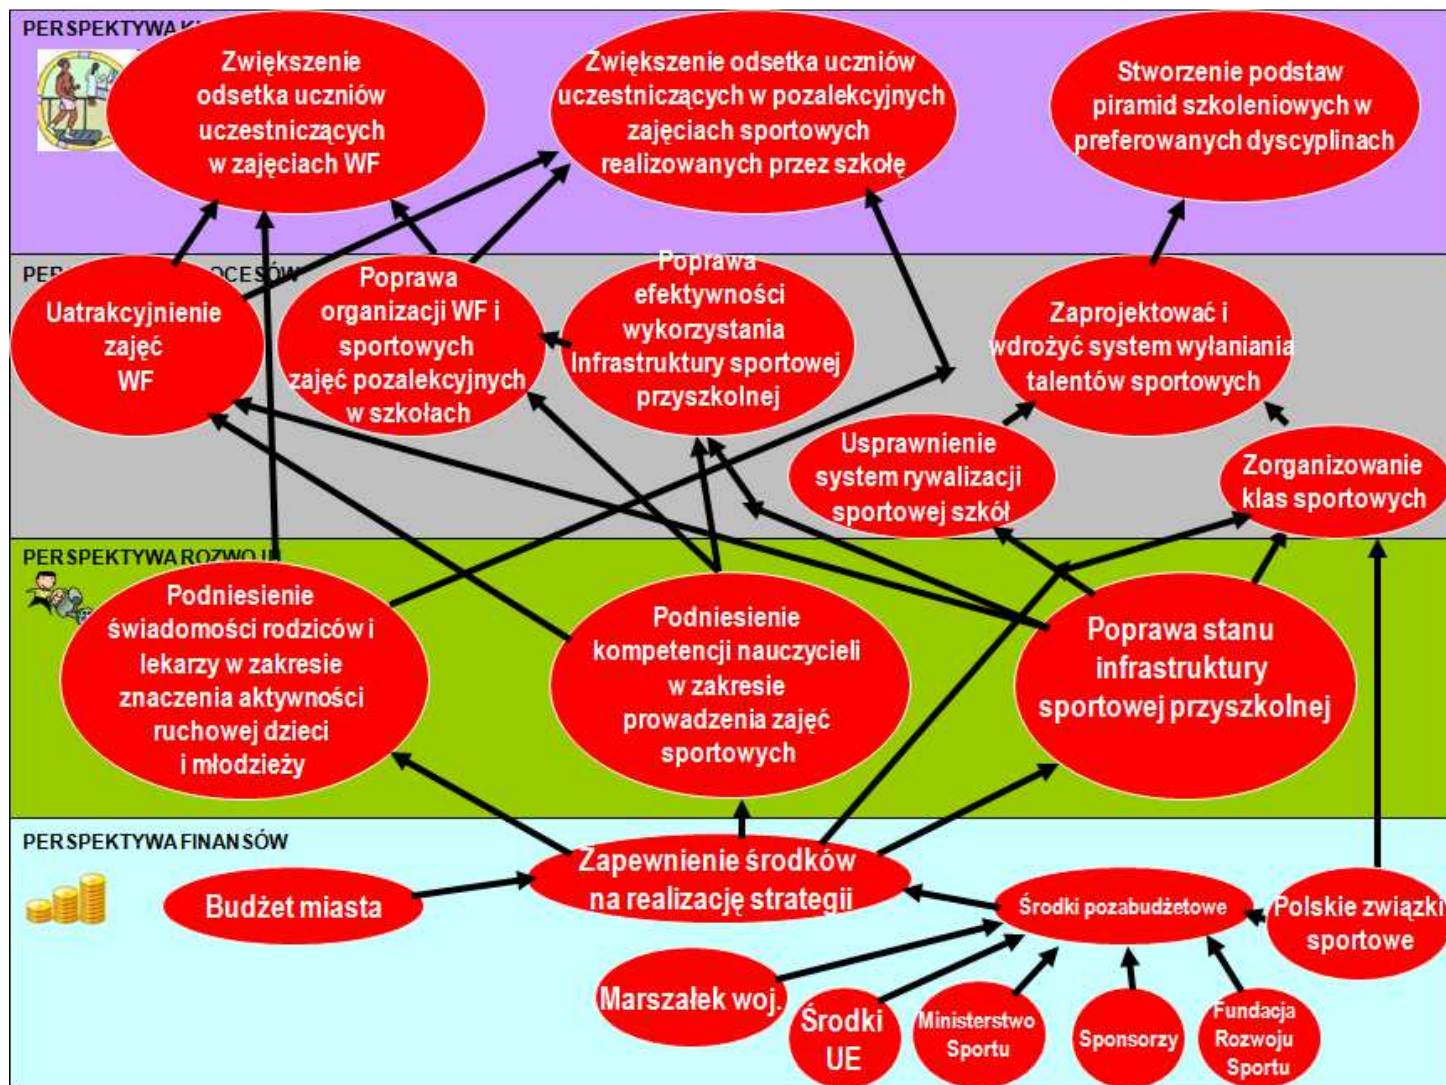 PERSPEKTYWA
Zwiększenie
odsetka uczniów
uczestniczących
w zajęciach WF
Zwiększenie odsetka uczniów
uczestniczących w pozalekcyjnych
zajęciach sportowych
realizowanych przez szkołę
Stworzenie podstaw
piramid szkoleniowych w
preferowanych dyscyplinach
Uatrakcyjnienie
zajęć
WF
Poprawa
organizacji WF i
sportowych
zajęć pozalekcyjnych
w szkołach
Poprawa
efektywności
wykorzystania
Infrastruktury sportowej
przyszkolnej
Zaprojektować i
wdrożyć system wyłaniania
talentów sportowych
Usprawnienie
system rywalizacji
sportowej szkół
Zorganizowanie
klas sportowych
PERSPEKTYWA ROZWOJU
Podniesienie
świadomości rodziców i
lekarzy w zakresie
znaczenia aktywności
ruchowej dzieci
i młodzieży
Podniesienie
kompetencji nauczycieli
w zakresie
prowadzenia zajęć
sportowych
Poprawa stanu
infrastruktury
sportowej przyszkolnej
PERSPEKTYWA FINANSÓW
Budżet miasta
Zapewnienie środków
na realizację strategii
Środki pozabudżetowe
Polskie związki
sportowe
Marszałek woj.
Środki
UE
Ministerstwo
Sportu
Sponsorzy
Fundacja
Rozwoju
Sportu